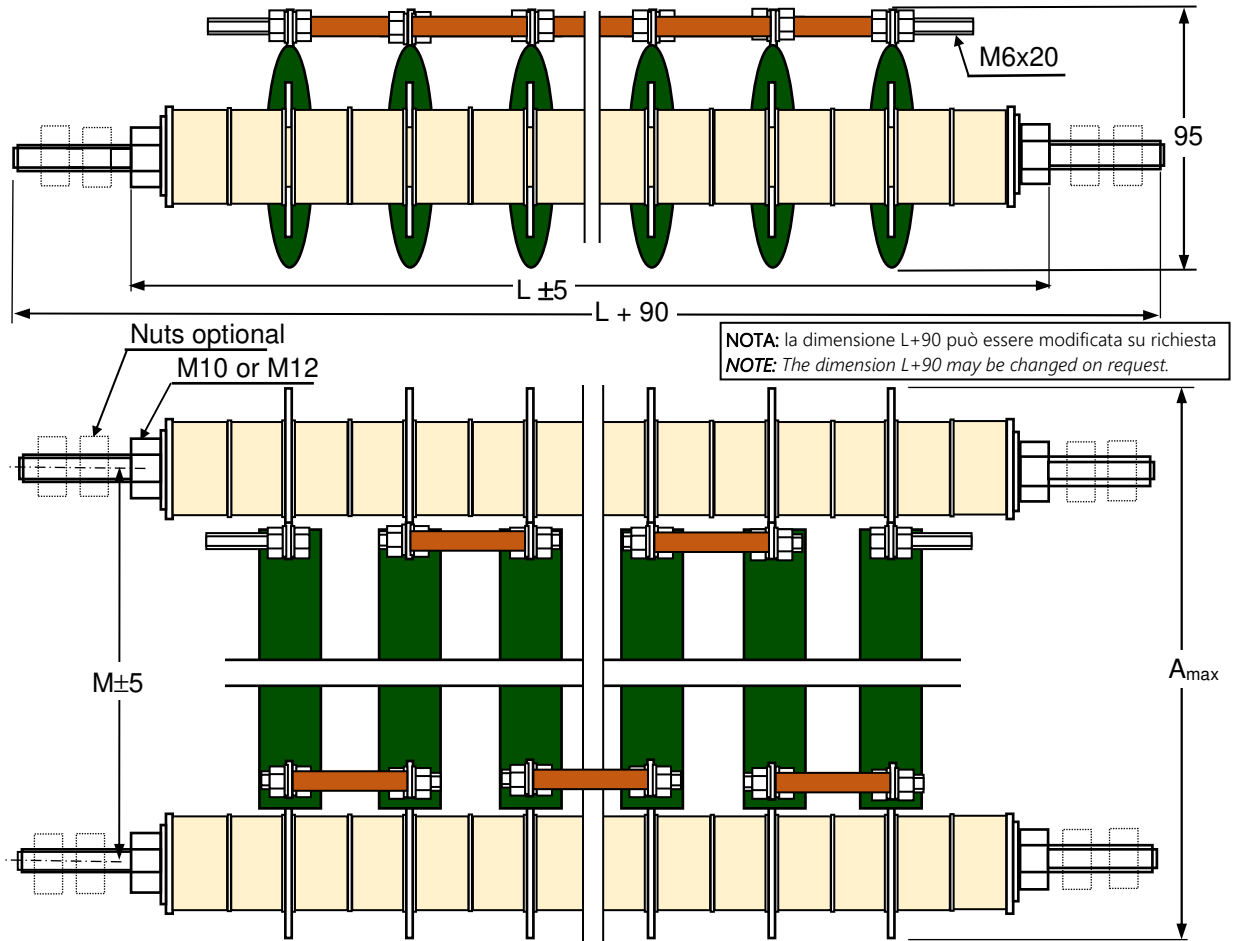 M6x20
95
L ±5
L + 90
Nuts optional
M10 or M12
NOTA: la dimensione L+90 può essere modificata su richiesta
NOTE: The dimension L+90 may be changed on request.
M±5
Amax